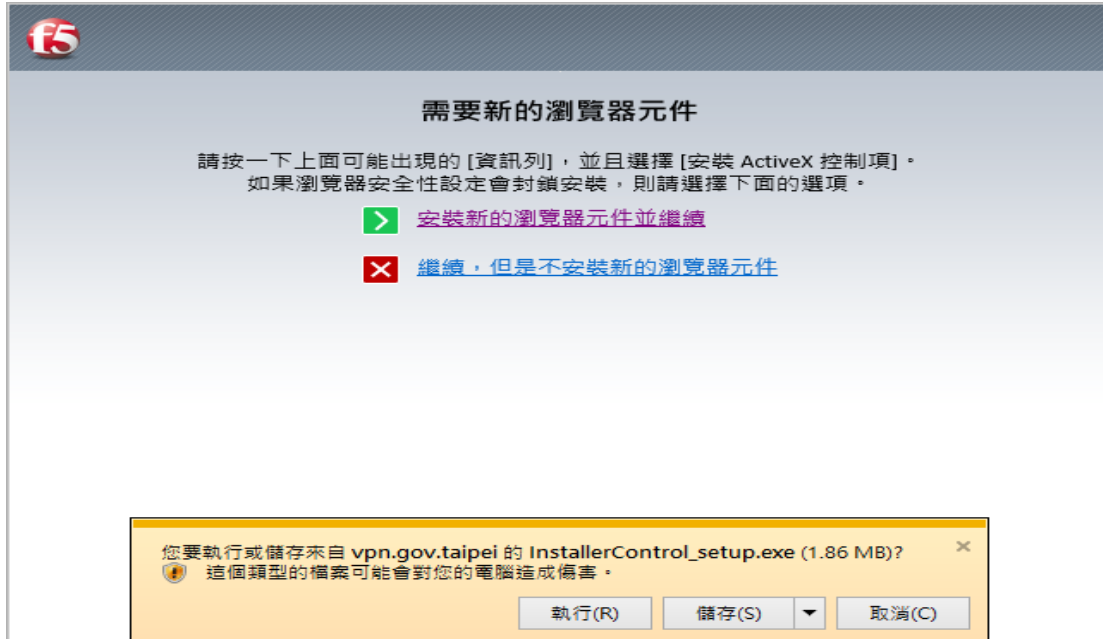 f5
需要新的瀏覽器元件
請按一下上面可能出現的 [資訊列]，並且選擇 [安裝 ActiveX 控制項]。
如果瀏覽器安全性設定會封鎖安裝，則請選擇下面的選項。
安裝新的瀏覽器元件並繼續
繼續，但是不安裝新的瀏覽器元件
您要執行或儲存來自 vpn.gov.taipei 的 InstallerControl_setup.exe (1.86 MB)?
這個類型的檔案可能會對您的電腦造成傷害。
執行(R) 儲存(S) 取消(C)